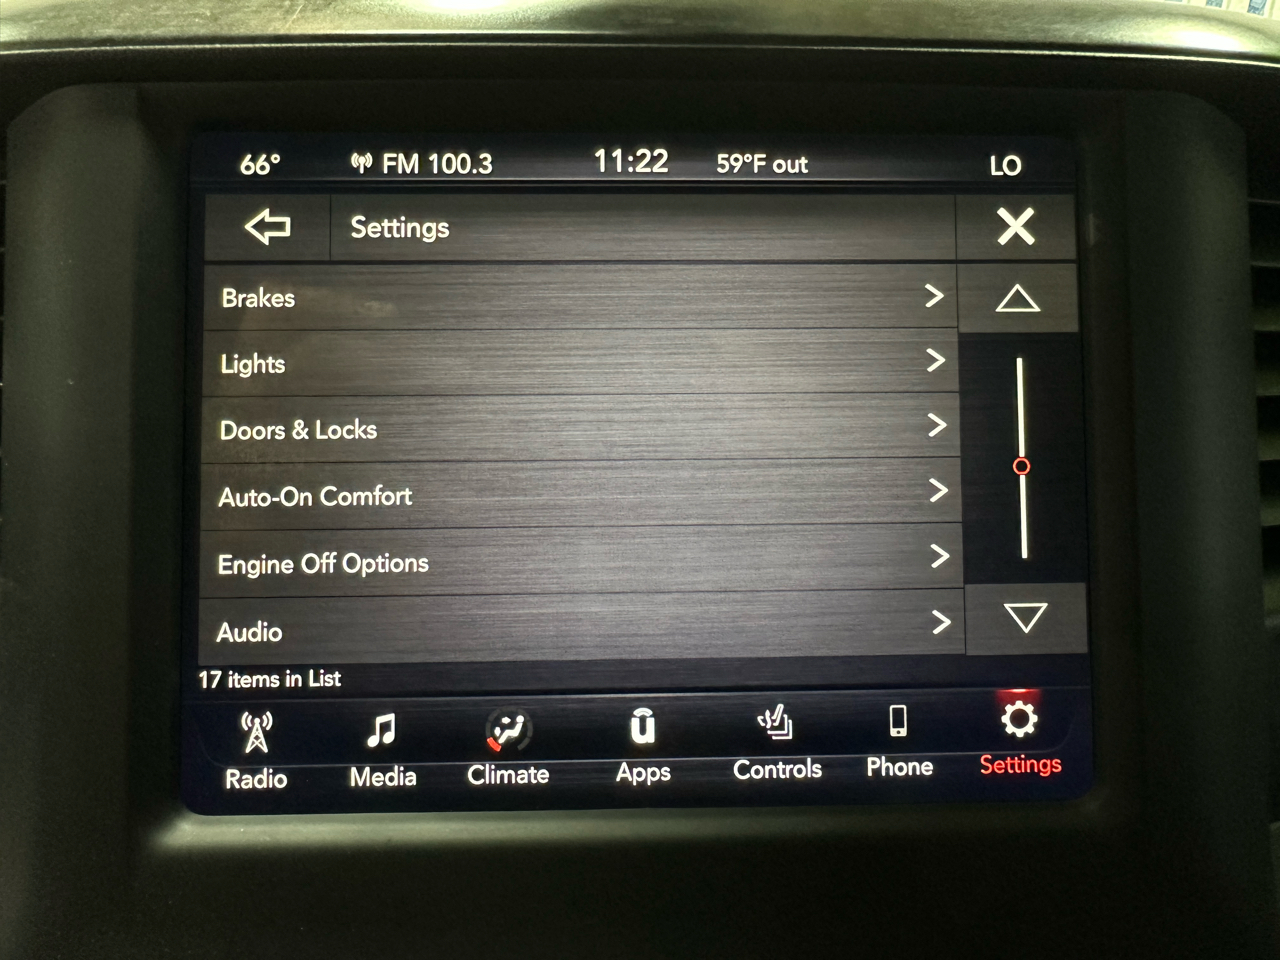 66° FM 100.3 11:22 59°F out LO
Settings
Brakes
Lights
Doors & Locks
Auto-On Comfort
Engine Off Options
Audio
17 items in List
Radio Media Climate Apps Controls Phone Settings